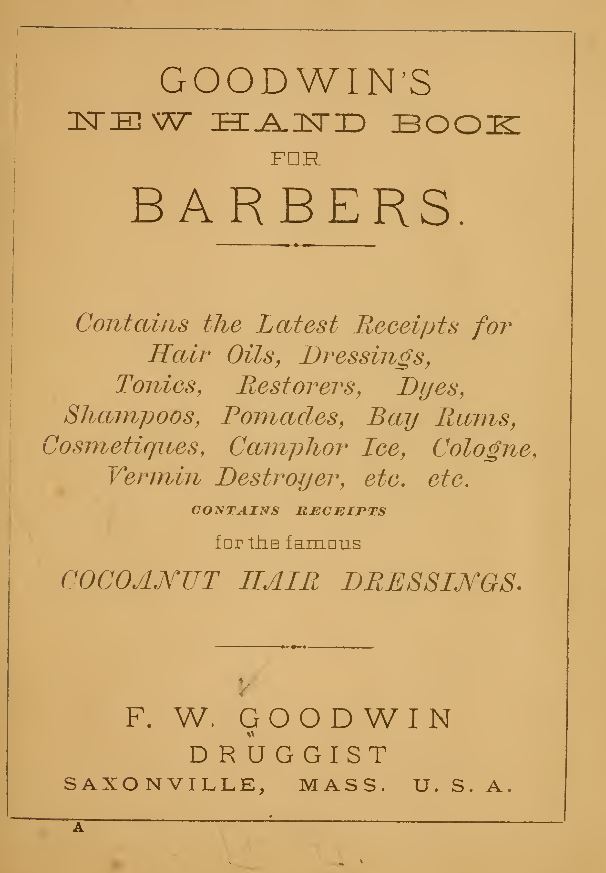 GOODWIN'S
NEW HAND BOOK
FOR
BARBERS.
Contains the Latest Receipts for
Hair Oils, Dressings,
Tonics, Restorers, Dyes,
Shampoos, Pomades, Bay Rums,
Cosmetiques, Camphor Ice, Cologne,
Vermin Destroyer, etc. etc.
CONTAINS RECEIPTS
for the famous
COCOANUT HAIR DRESSINGS.
F. W. GOODWIN
DRUGGIST
SAXONVILLE, MASS. U. S. A.
A